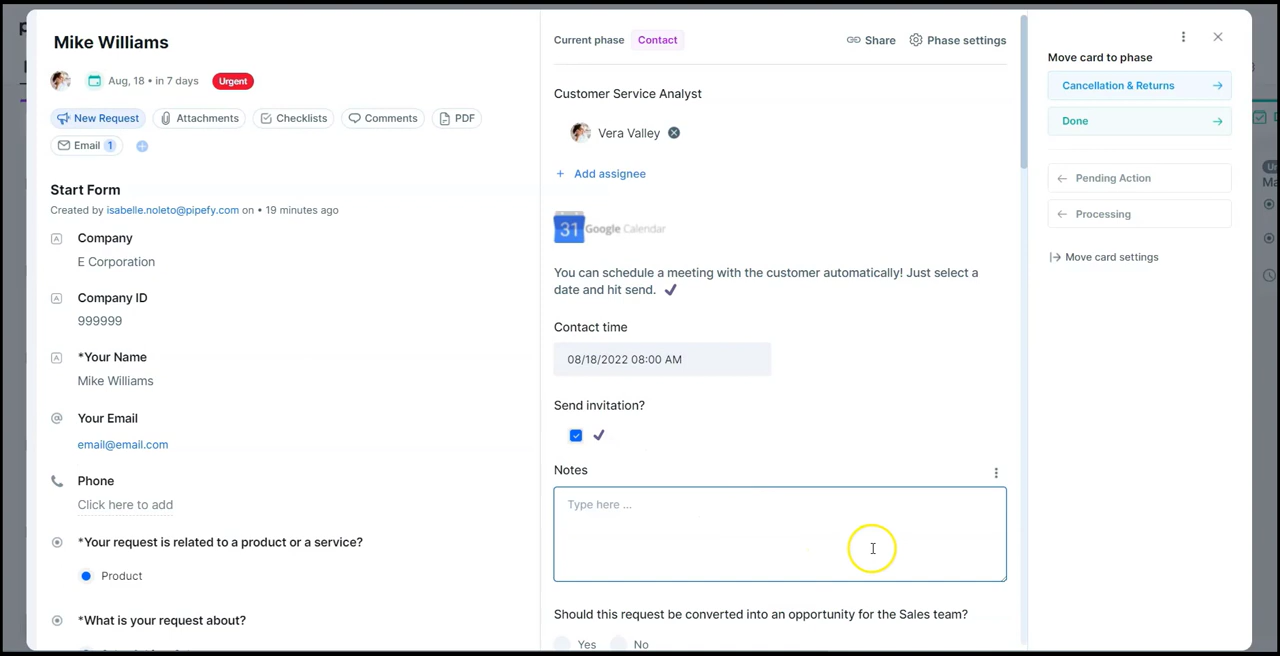 Mike Williams
Aug, 18 • in 7 days Urgent
New Request Attachments Checklists Comments PDF
Email 1
Start Form
Created by isabelle.noleto@pipefy.com on • 19 minutes ago
Company
E Corporation
Company ID
999999
*Your Name
Mike Williams
Your Email
email@email.com
Phone
Click here to add
*Your request is related to a product or a service?
Product
*What is your request about?
Current phase Contact
Share Phase settings
Customer Service Analyst
Vera Valley
+ Add assignee
31 Google Calendar
You can schedule a meeting with the customer automatically! Just select a
date and hit send. ✔
Contact time
08/18/2022 08:00 AM
Send invitation?
Notes
Type here ...
Should this request be converted into an opportunity for the Sales team?
Yes No
Move card to phase
Cancellation & Returns
Done
Pending Action
Processing
Move card settings